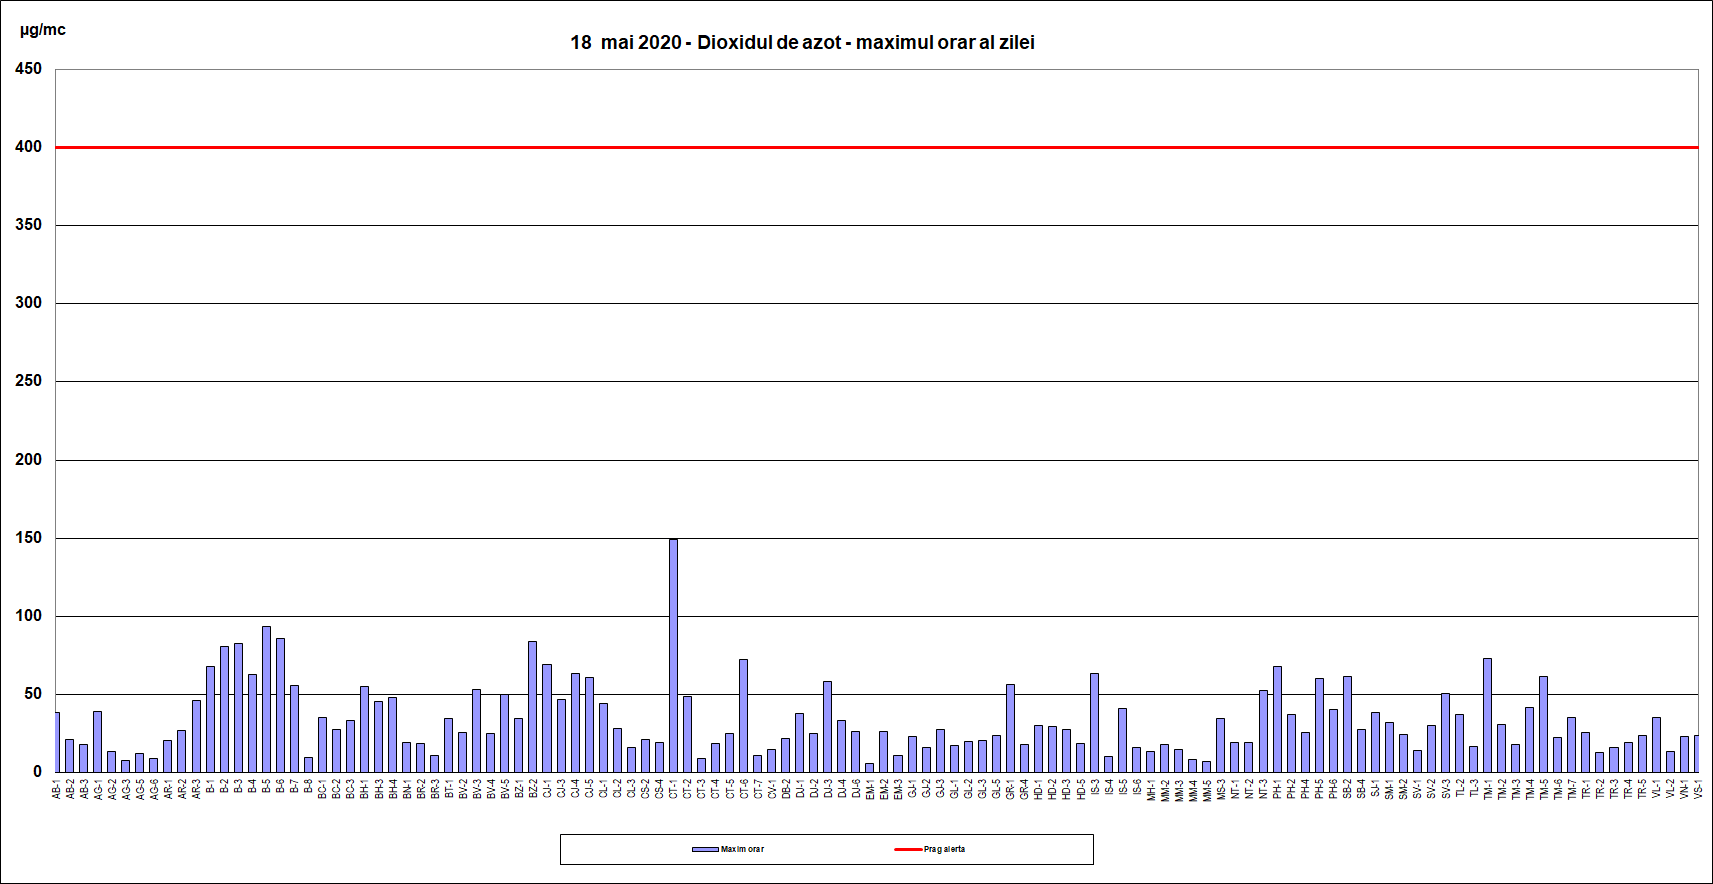 µg/mc
18 mai 2020 - Dioxidul de azot - maximul orar al zilei
450
400
350
300
250
200
150
100
50
0
AB-1 AB-2 AB-3 AG-1 AG-2 AG-3 AG-5 AG-6 AR-1 AR-2 AR-3 B-1 B-2 B-3 B-4 B-5 B-6 B-7 B-8 BC-1 BC-2 BC-3 BH-1 BH-3 BH-4 BN-1 BR-2 BR-3 BT-1 BV-2 BV-3 BV-4 BV-5 BZ-1 BZ-2 CJ-1 CJ-3 CJ-4 CJ-5 CL-1 CL-2 CL-3 CS-2 CS-4 CT-1 CT-2 CT-3 CT-4 CT-5 CT-6 CT-7 CV-1 DB-2 DJ-1 DJ-2 DJ-3 DJ-4 DJ-6 EM-1 EM-2 EM-3 GJ-1 GJ-2 GJ-3 GL-1 GL-2 GL-3 GL-5 GR-1 GR-4 HD-1 HD-2 HD-3 HD-5 IS-3 IS-4 IS-5 IS-6 MH-1 MM-2 MM-3 MM-4 MM-5 MS-3 NT-1 NT-2 NT-3 PH-1 PH-2 PH-4 PH-5 PH-6 SB-2 SB-4 SJ-1 SM-1 SM-2 SV-1 SV-2 SV-3 TL-2 TL-3 TM-1 TM-2 TM-3 TM-4 TM-5 TM-6 TM-7 TR-1 TR-2 TR-3 TR-4 TR-5 VL-1 VL-2 VN-1 VS-1
Maxim orar Prag alerta